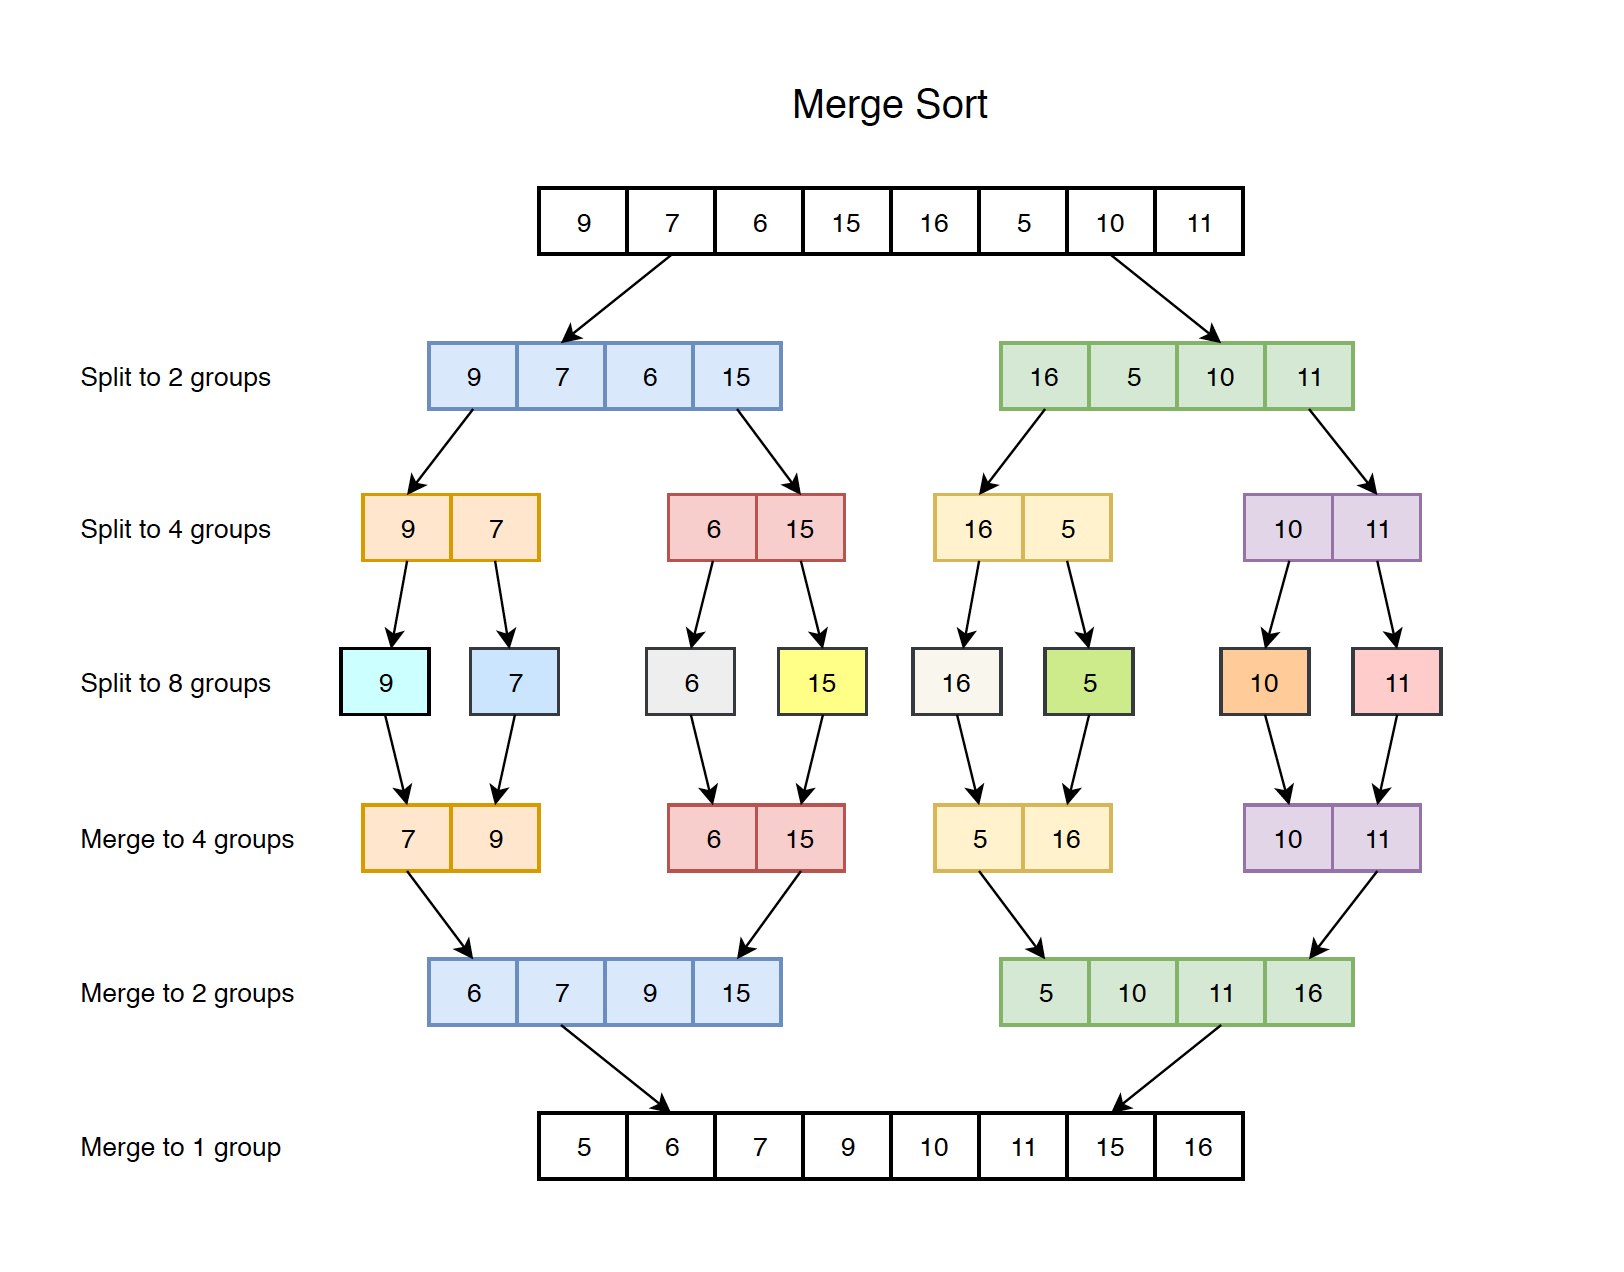 Merge Sort
9 7 6 15 16 5 10 11
Split to 2 groups 9 7 6 15 16 5 10 11
Split to 4 groups 9 7 6 15 16 5 10 11
Split to 8 groups 9 7 6 15 16 5 10 11
Merge to 4 groups 7 9 6 15 5 16 10 11
Merge to 2 groups 6 7 9 15 5 10 11 16
Merge to 1 group 5 6 7 9 10 11 15 16